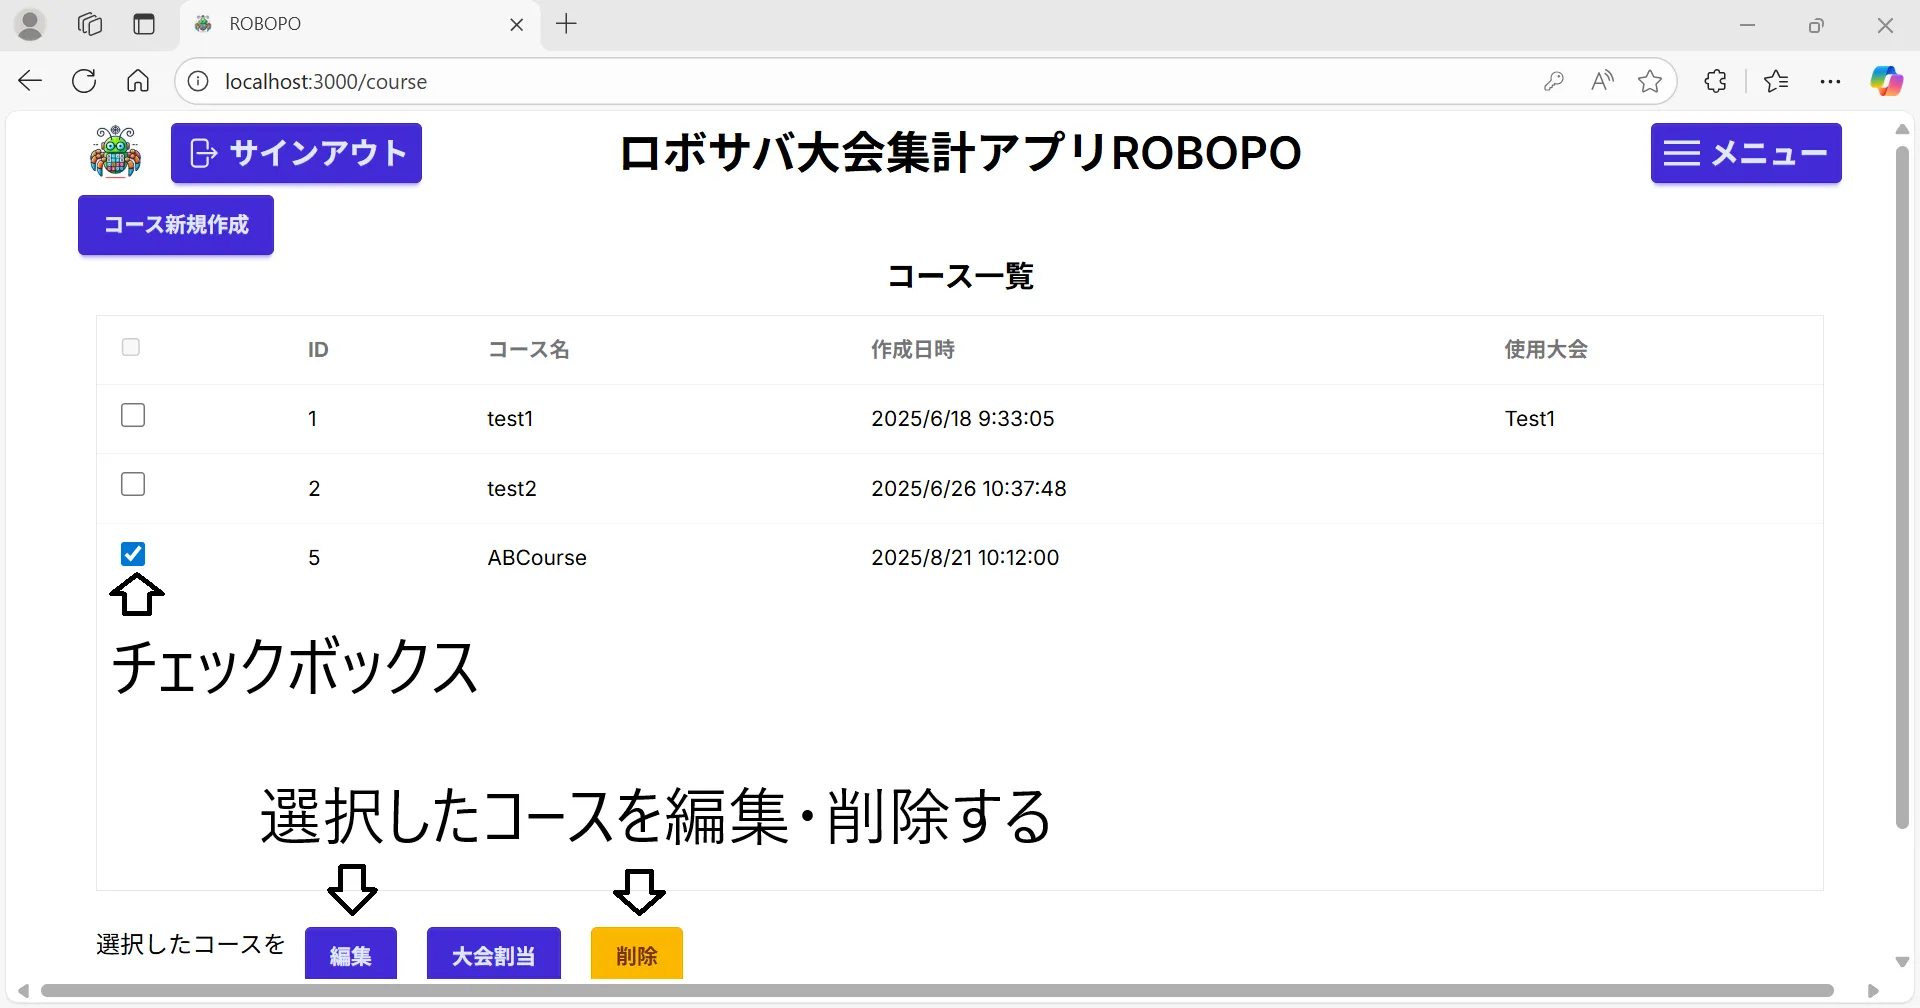 ROBOPO
localhost:3000/course
サインアウト
ロボサバ大会集計アプリROBOPO
メニュー
コース新規作成
コース一覧
ID コース名 作成日時 使用大会
1 test1 2025/6/18 9:33:05 Test1
2 test2 2025/6/26 10:37:48
5 ABCourse 2025/8/21 10:12:00
チェックボックス
選択したコースを編集・削除する
選択したコースを 編集 大会割当 削除